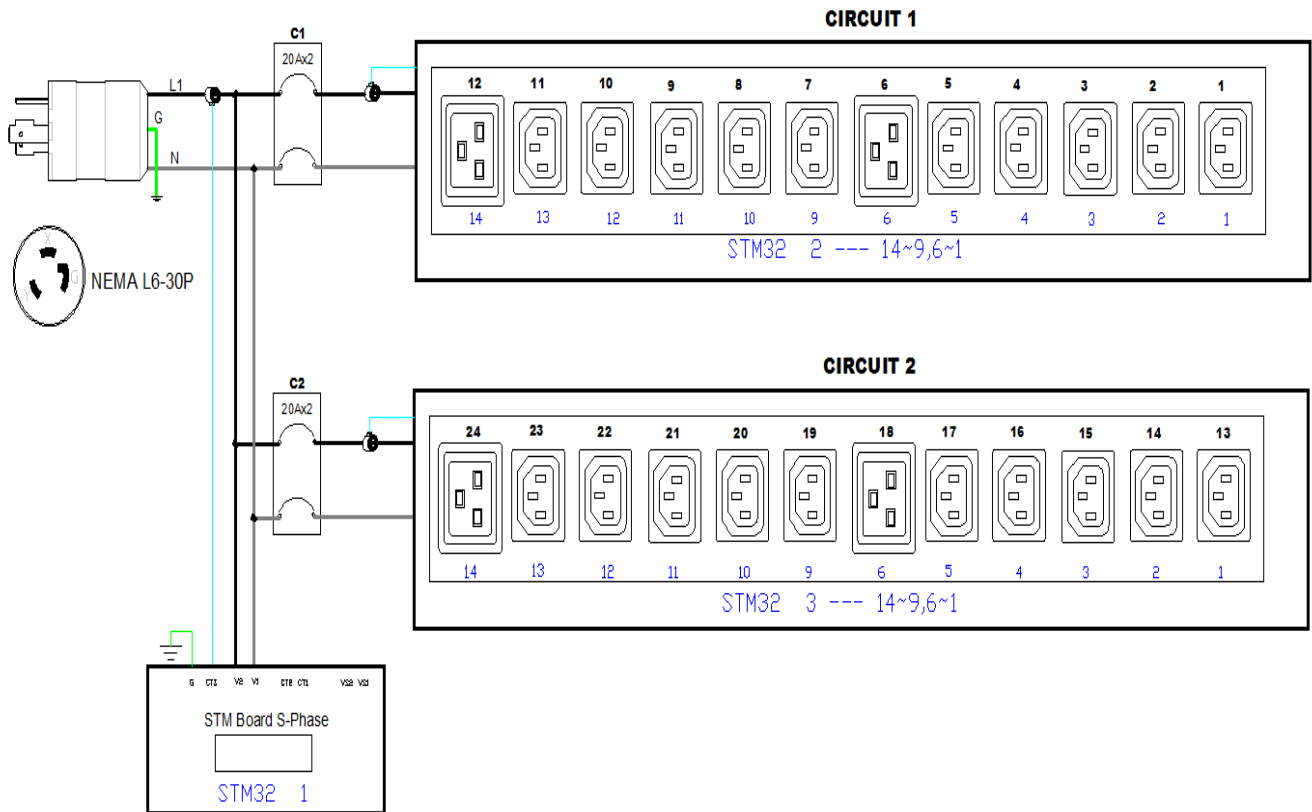 CIRCUIT 1
C1
20Ax2
L1
G
N
12 11 10 9 8 7 6 5 4 3 2 1
14 13 12 11 10 9 6 5 4 3 2 1
STM32 2 --- 14~9,6~1
X
G
Y
NEMA L6-30P
CIRCUIT 2
C2
20Ax2
24 23 22 21 20 19 18 17 16 15 14 13
14 13 12 11 10 9 6 5 4 3 2 1
STM32 3 --- 14~9,6~1
G CT3 V2 V1 CT2 CT1 VS2 VS1
STM Board S-Phase
STM32 1